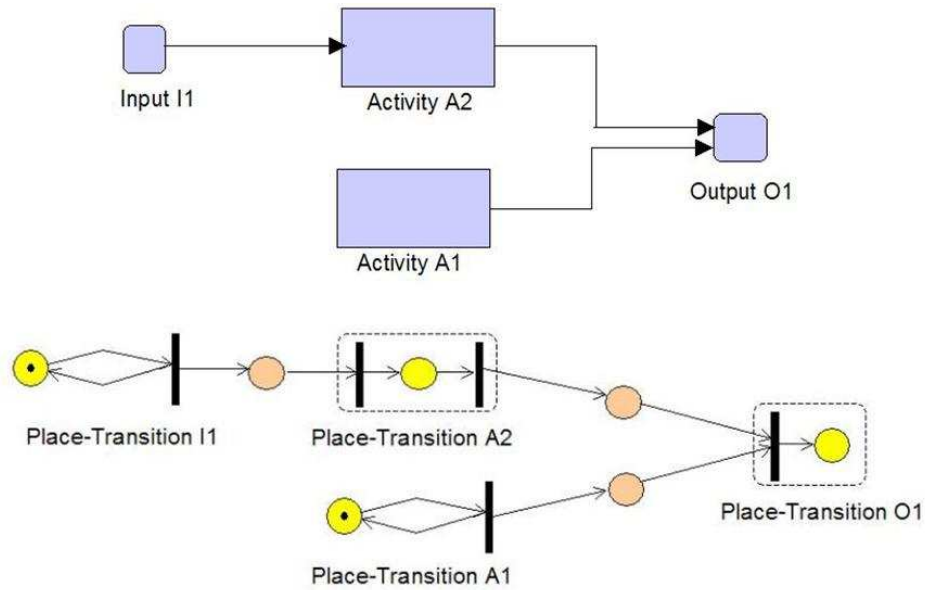 Input I1
Activity A2
Output O1
Activity A1
Place-Transition I1
Place-Transition A2
Place-Transition O1
Place-Transition A1